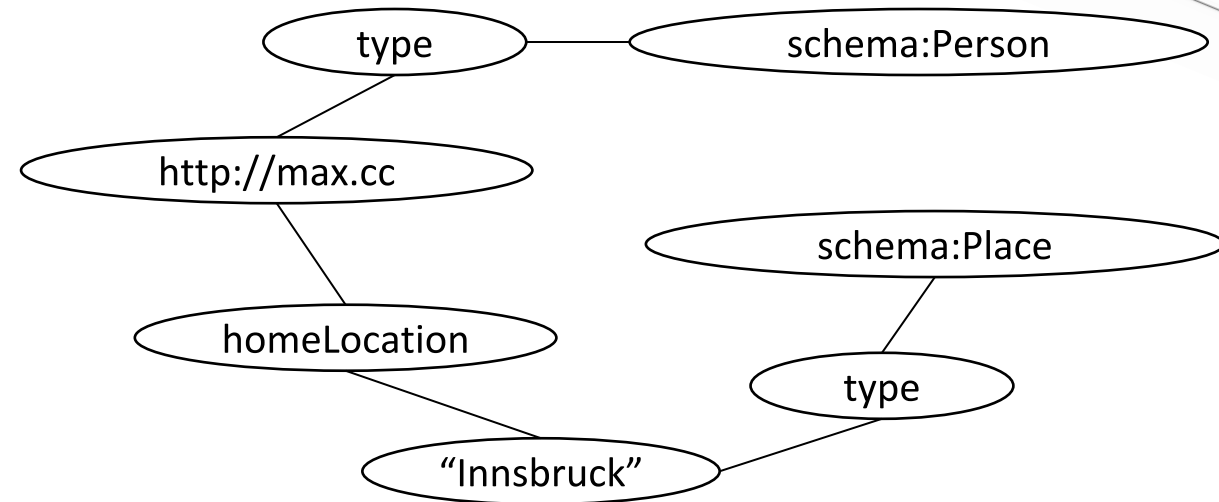 type
schema:Person
http://max.cc
schema:Place
homeLocation
type
“Innsbruck”